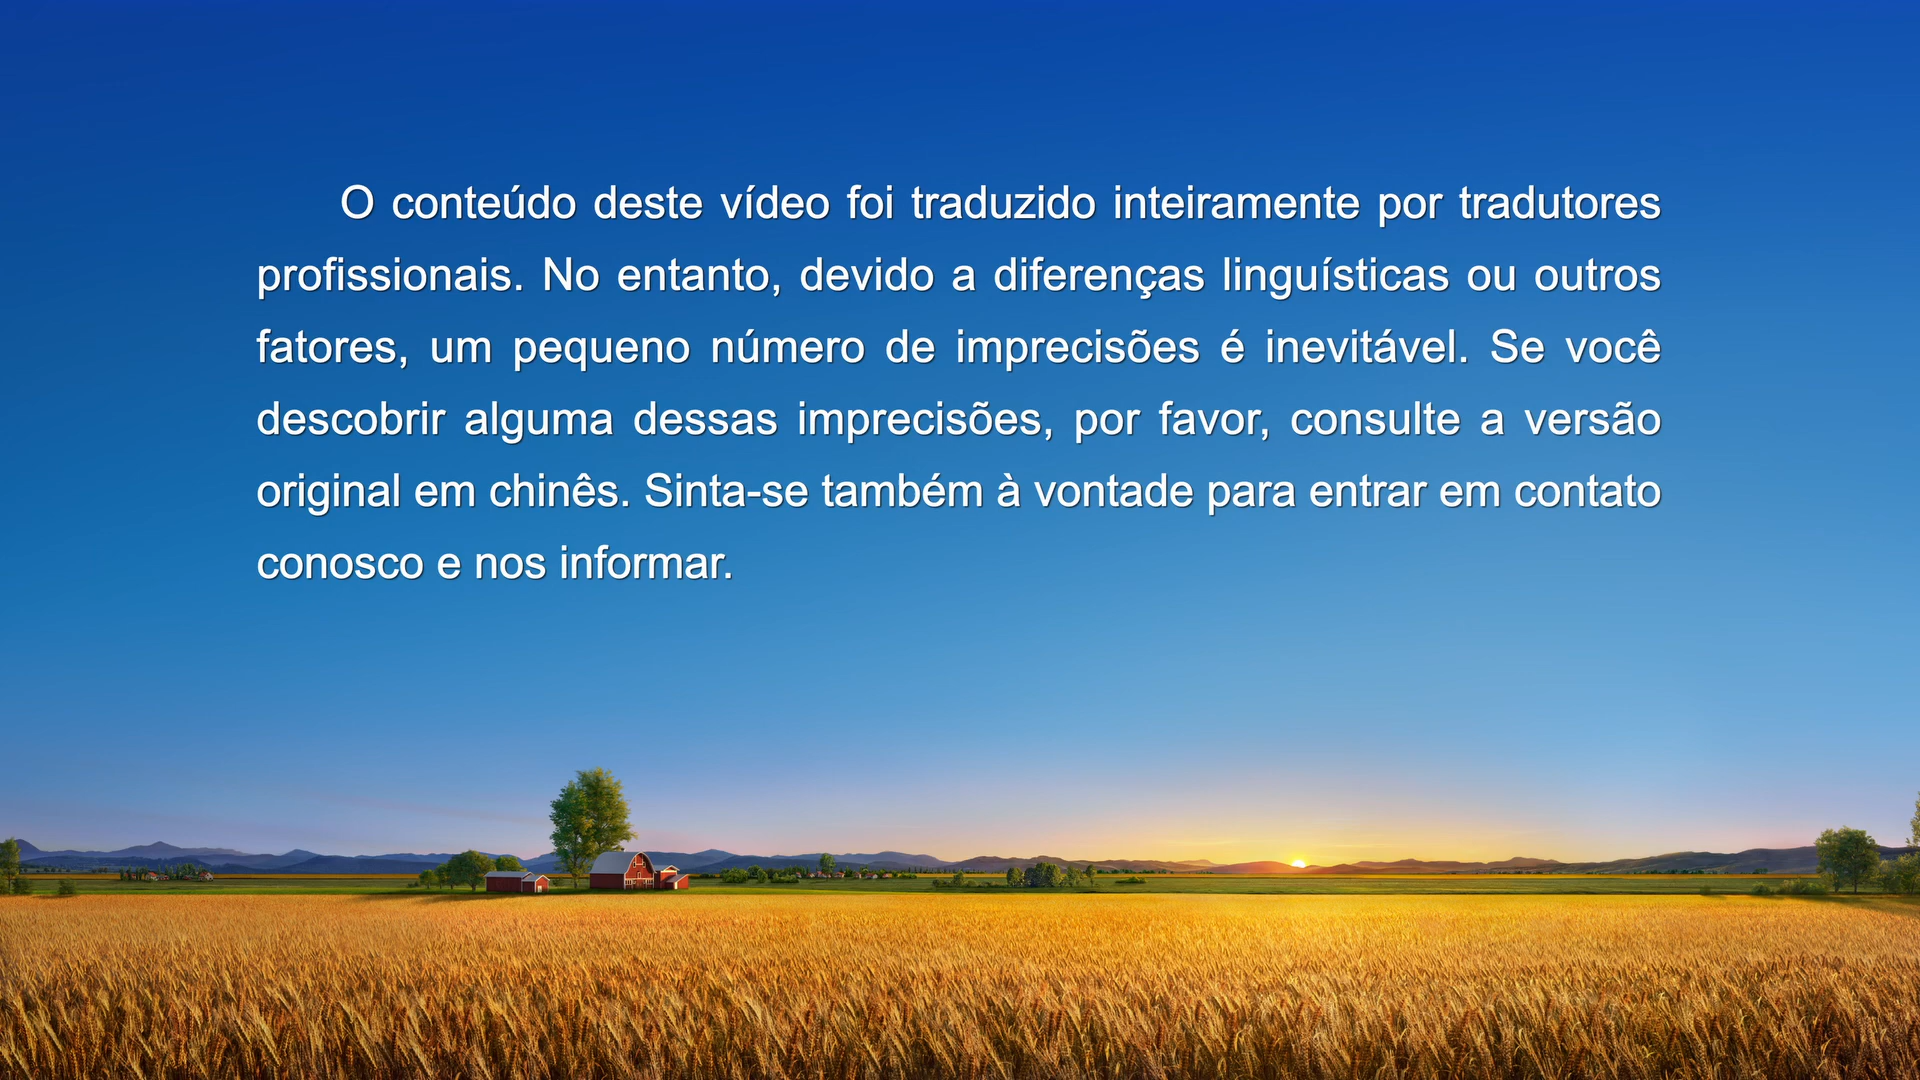 O conteúdo deste vídeo foi traduzido inteiramente por tradutores
profissionais. No entanto, devido a diferenças linguísticas ou outros
fatores, um pequeno número de imprecisões é inevitável. Se você
descobrir alguma dessas imprecisões, por favor, consulte a versão
original em chinês. Sinta-se também à vontade para entrar em contato
conosco e nos informar.